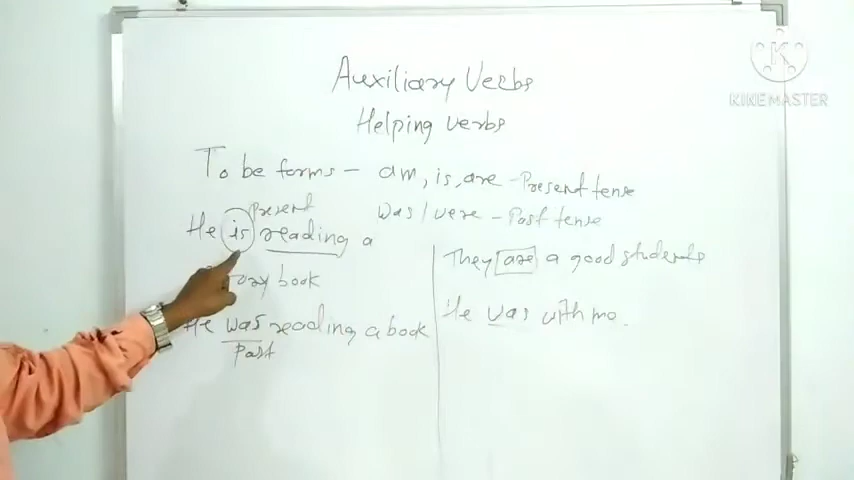 Auxiliary Verbs
Helping verbs
To be forms - am, is, are - Present tense
was/were - Past tense
present
He is reading a
story book
He was reading a book
Past
They are a good students
He was with me.
K
KINEMASTER